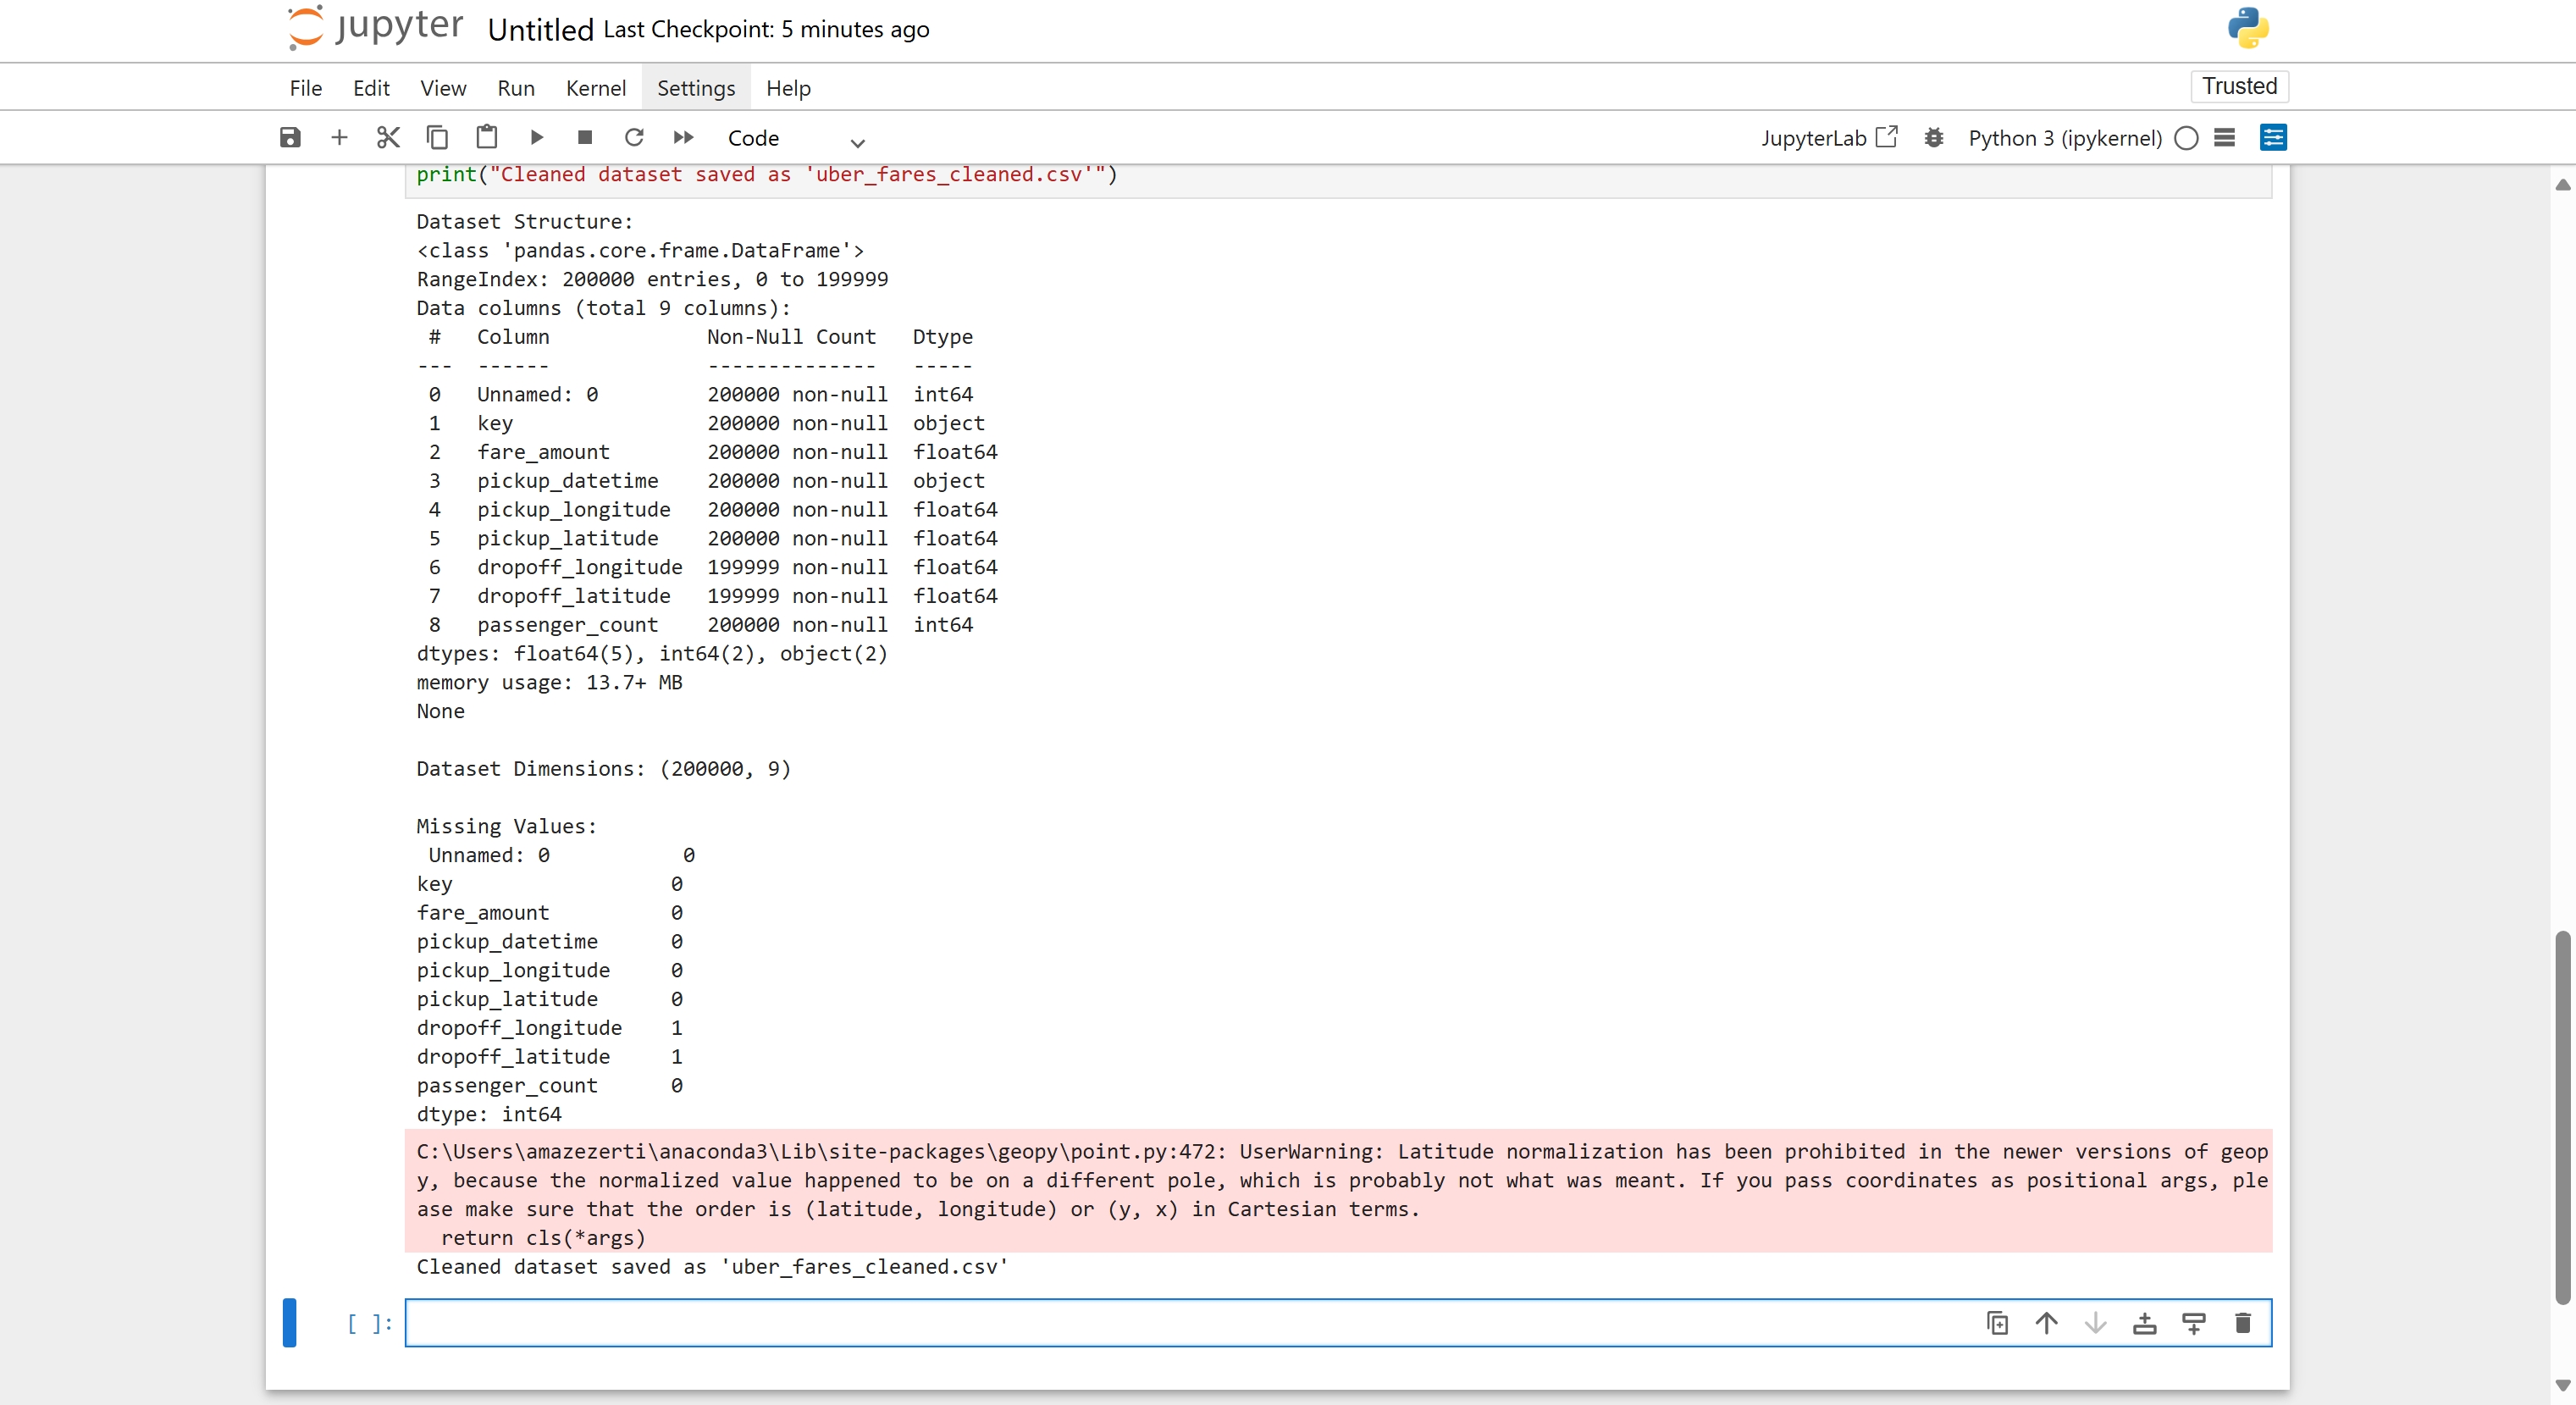 jupyter Untitled Last Checkpoint: 5 minutes ago
File Edit View Run Kernel Settings Help Trusted
Code JupyterLab Python 3 (ipykernel)
print("Cleaned dataset saved as 'uber_fares_cleaned.csv'")
Dataset Structure:
<class 'pandas.core.frame.DataFrame'>
RangeIndex: 200000 entries, 0 to 199999
Data columns (total 9 columns):
 #   Column             Non-Null Count   Dtype
---  ------             --------------   -----
 0   Unnamed: 0         200000 non-null  int64
 1   key                200000 non-null  object
 2   fare_amount        200000 non-null  float64
 3   pickup_datetime    200000 non-null  object
 4   pickup_longitude   200000 non-null  float64
 5   pickup_latitude    200000 non-null  float64
 6   dropoff_longitude  199999 non-null  float64
 7   dropoff_latitude   199999 non-null  float64
 8   passenger_count    200000 non-null  int64
dtypes: float64(5), int64(2), object(2)
memory usage: 13.7+ MB
None
Dataset Dimensions: (200000, 9)
Missing Values:
 Unnamed: 0           0
key                  0
fare_amount          0
pickup_datetime      0
pickup_longitude     0
pickup_latitude      0
dropoff_longitude    1
dropoff_latitude     1
passenger_count      0
dtype: int64
C:\Users\amazezerti\anaconda3\Lib\site-packages\geopy\point.py:472: UserWarning: Latitude normalization has been prohibited in the newer versions of geop
y, because the normalized value happened to be on a different pole, which is probably not what was meant. If you pass coordinates as positional args, ple
ase make sure that the order is (latitude, longitude) or (y, x) in Cartesian terms.
  return cls(*args)
Cleaned dataset saved as 'uber_fares_cleaned.csv'
[ ]: